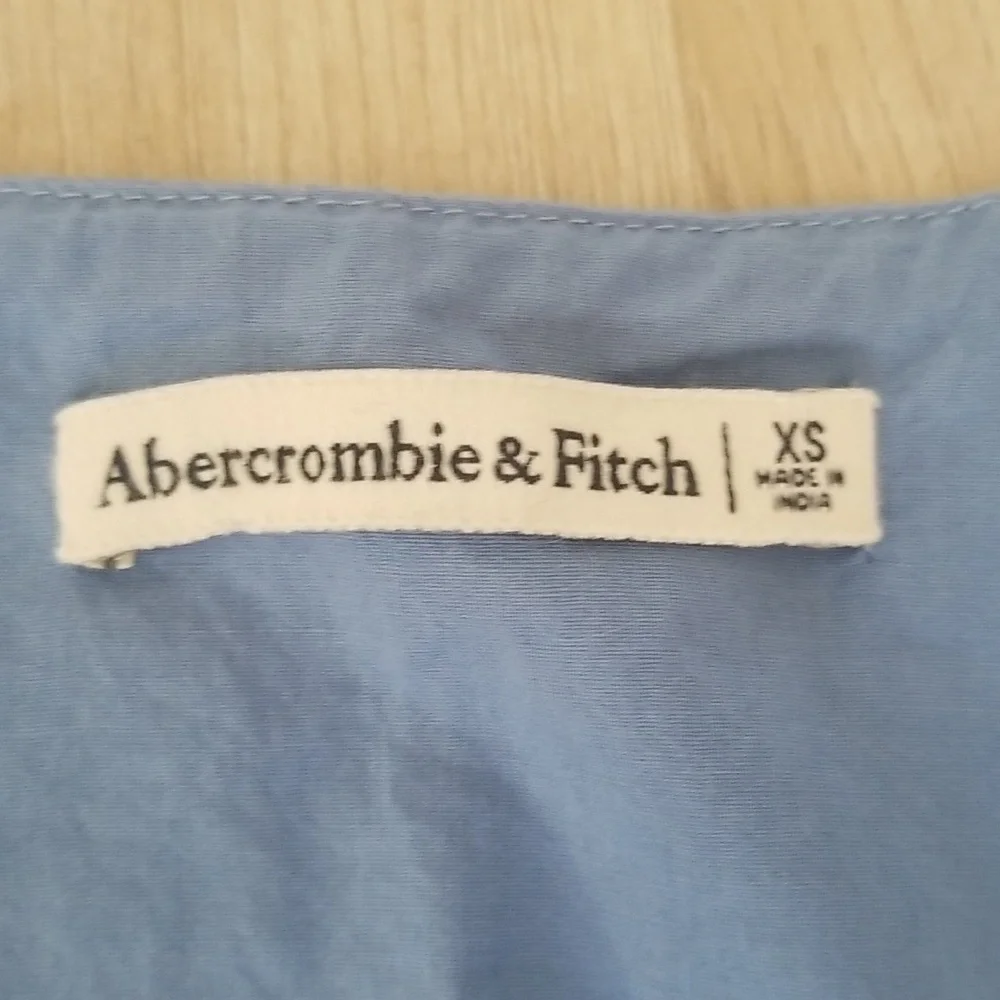 Abercrombie & Fitch | XS
MADE IN
INDIA